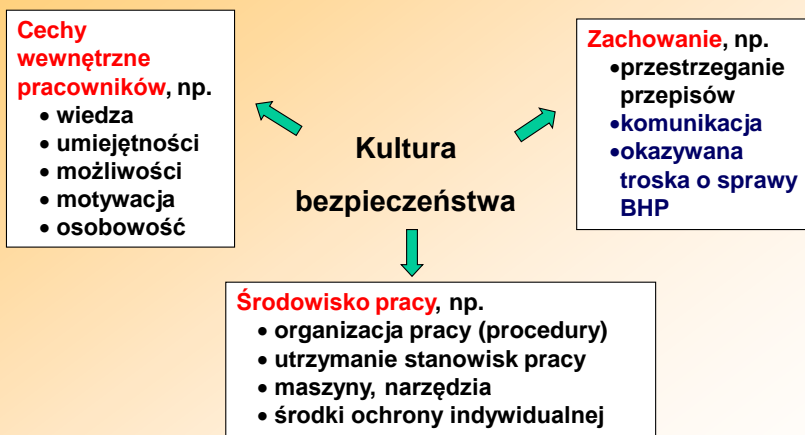 Cechy
wewnętrzne
pracowników, np.
• wiedza
• umiejętności
• możliwości
• motywacja
• osobowość
Kultura
bezpieczeństwa
Zachowanie, np.
•przestrzeganie
przepisów
•komunikacja
•okazywana
troska o sprawy
BHP
Środowisko pracy, np.
• organizacja pracy (procedury)
• utrzymanie stanowisk pracy
• maszyny, narzędzia
• środki ochrony indywidualnej